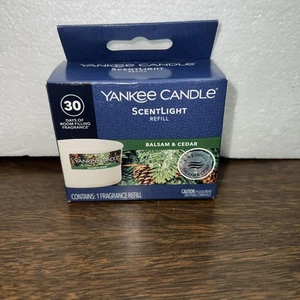 YANKEE CANDLE®
SCENTLIGHT
REFILL
30
DAYS OF
ROOM FILLING
FRAGRANCE*
BALSAM & CEDAR
YANKEE CANDLE
CONTAINS: 1 FRAGRANCE REFILL
CAUTION: